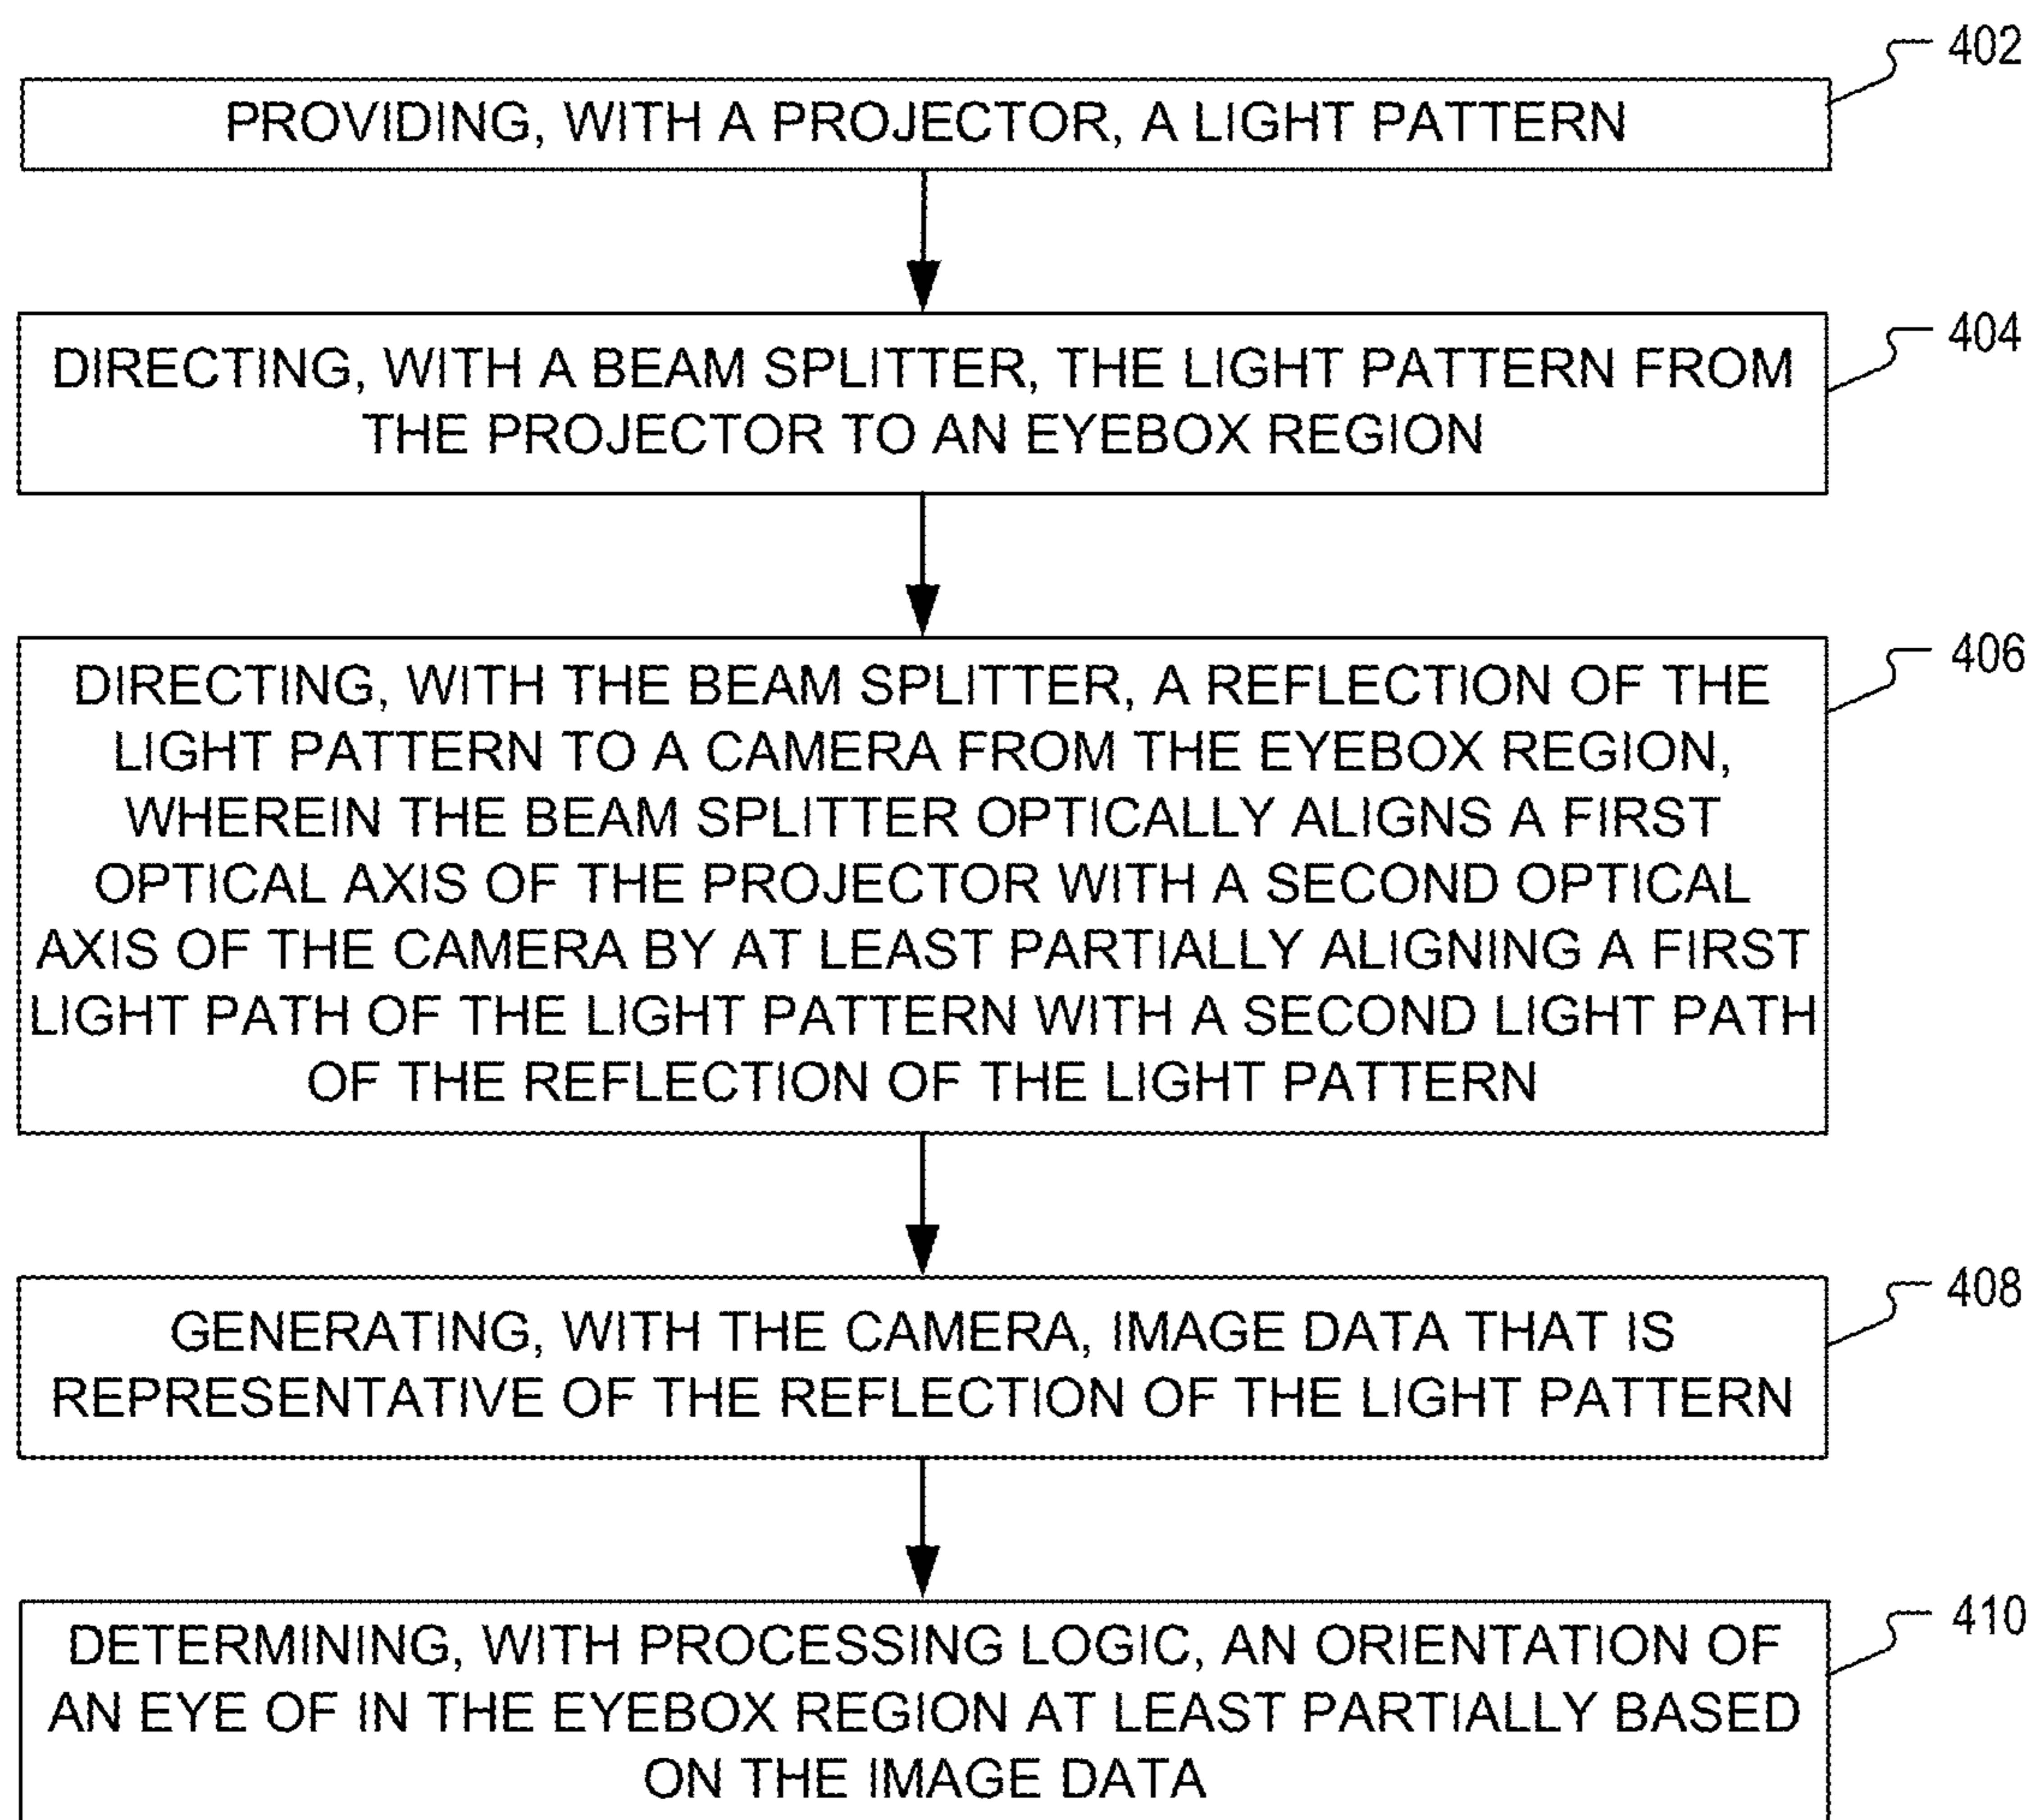 402
PROVIDING, WITH A PROJECTOR, A LIGHT PATTERN
404
DIRECTING, WITH A BEAM SPLITTER, THE LIGHT PATTERN FROM
THE PROJECTOR TO AN EYEBOX REGION
406
DIRECTING, WITH THE BEAM SPLITTER, A REFLECTION OF THE
LIGHT PATTERN TO A CAMERA FROM THE EYEBOX REGION,
WHEREIN THE BEAM SPLITTER OPTICALLY ALIGNS A FIRST
OPTICAL AXIS OF THE PROJECTOR WITH A SECOND OPTICAL
AXIS OF THE CAMERA BY AT LEAST PARTIALLY ALIGNING A FIRST
LIGHT PATH OF THE LIGHT PATTERN WITH A SECOND LIGHT PATH
OF THE REFLECTION OF THE LIGHT PATTERN
408
GENERATING, WITH THE CAMERA, IMAGE DATA THAT IS
REPRESENTATIVE OF THE REFLECTION OF THE LIGHT PATTERN
410
DETERMINING, WITH PROCESSING LOGIC, AN ORIENTATION OF
AN EYE OF IN THE EYEBOX REGION AT LEAST PARTIALLY BASED
ON THE IMAGE DATA